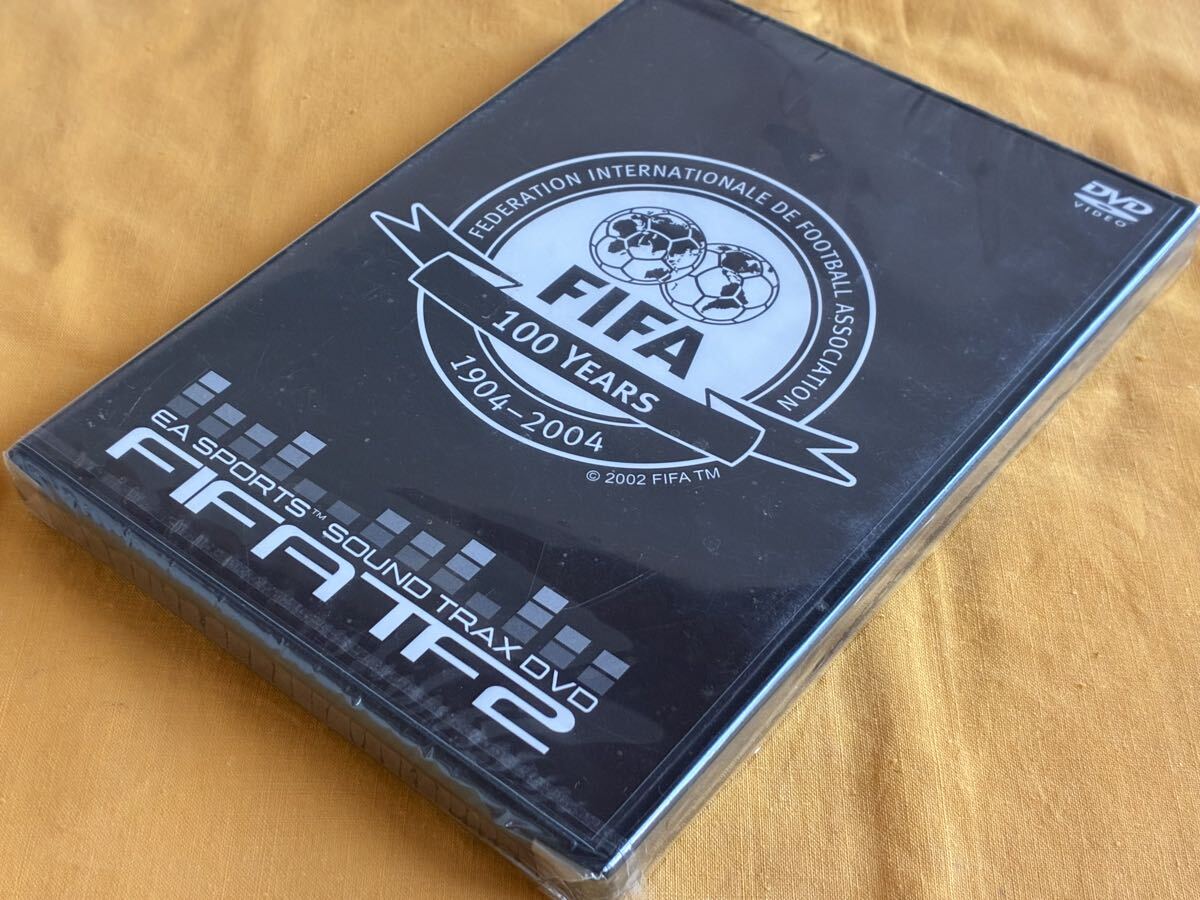 DVD
VIDEO
FEDERATION INTERNATIONALE DE FOOTBALL ASSOCIATION
FIFA
100 YEARS
1904-2004
© 2002 FIFA TM
EA SPORTS™ SOUND TRAX DVD
FIFA TF2